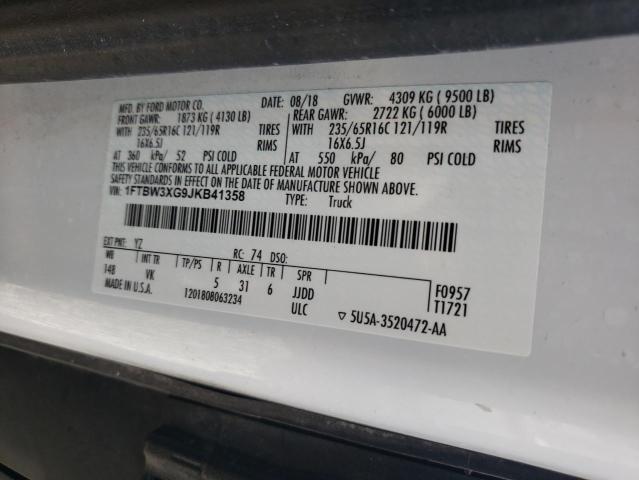 MFD. BY FORD MOTOR CO. DATE: 08/18 GVWR: 4309 KG (9500 LB)
FRONT GAWR: 1873 KG (4130 LB) REAR GAWR: 2722 KG (6000 LB)
WITH 235/65R16C 121/119R TIRES WITH 235/65R16C 121/119R TIRES
16X6.5J RIMS 16X6.5J RIMS
AT 360 kPa/ 52 PSI COLD AT 550 kPa/ 80 PSI COLD
THIS VEHICLE CONFORMS TO ALL APPLICABLE FEDERAL MOTOR VEHICLE
SAFETY STANDARDS IN EFFECT ON THE DATE OF MANUFACTURE SHOWN ABOVE.
VIN: 1FTBW3XG9JKB41358 TYPE: Truck
EXT PNT: YZ RC: 74 DSO:
WB INT TR TP/PS R AXLE TR SPR F0957
148 VK 5 31 6 JJDD T1721
MADE IN U.S.A. 1201808063234 ULC ▽ 5U5A-3520472-AA